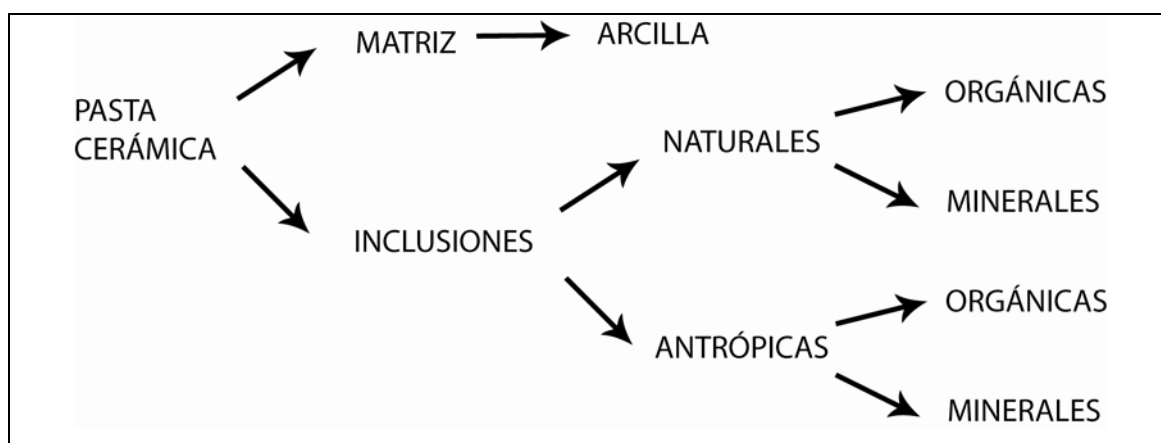 MATRIZ
ARCILLA
PASTA
CERÁMICA
ORGÁNICAS
NATURALES
MINERALES
INCLUSIONES
ORGÁNICAS
ANTRÓPICAS
MINERALES